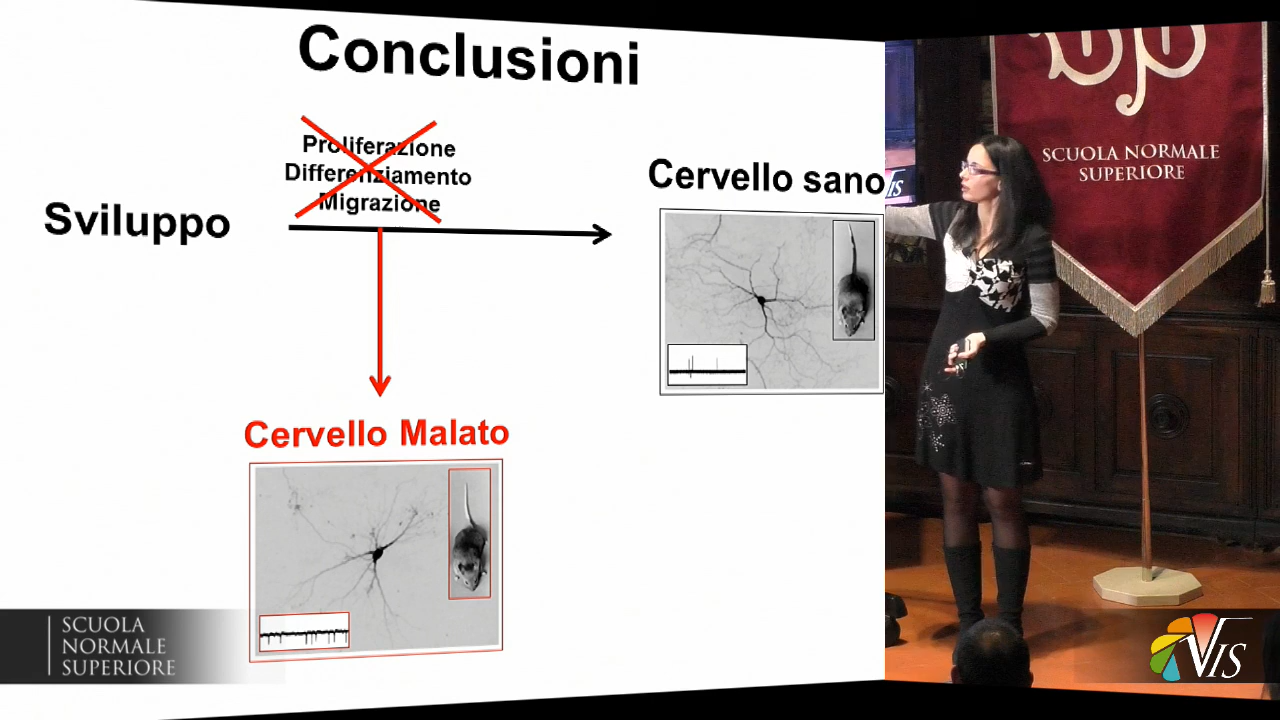 Conclusioni
Proliferazione
Differenziamento
Migrazione
Sviluppo
Cervello sano
Cervello Malato
SCUOLA
NORMALE
SUPERIORE
SCUOLA NORMALE
SUPERIORE
VIS